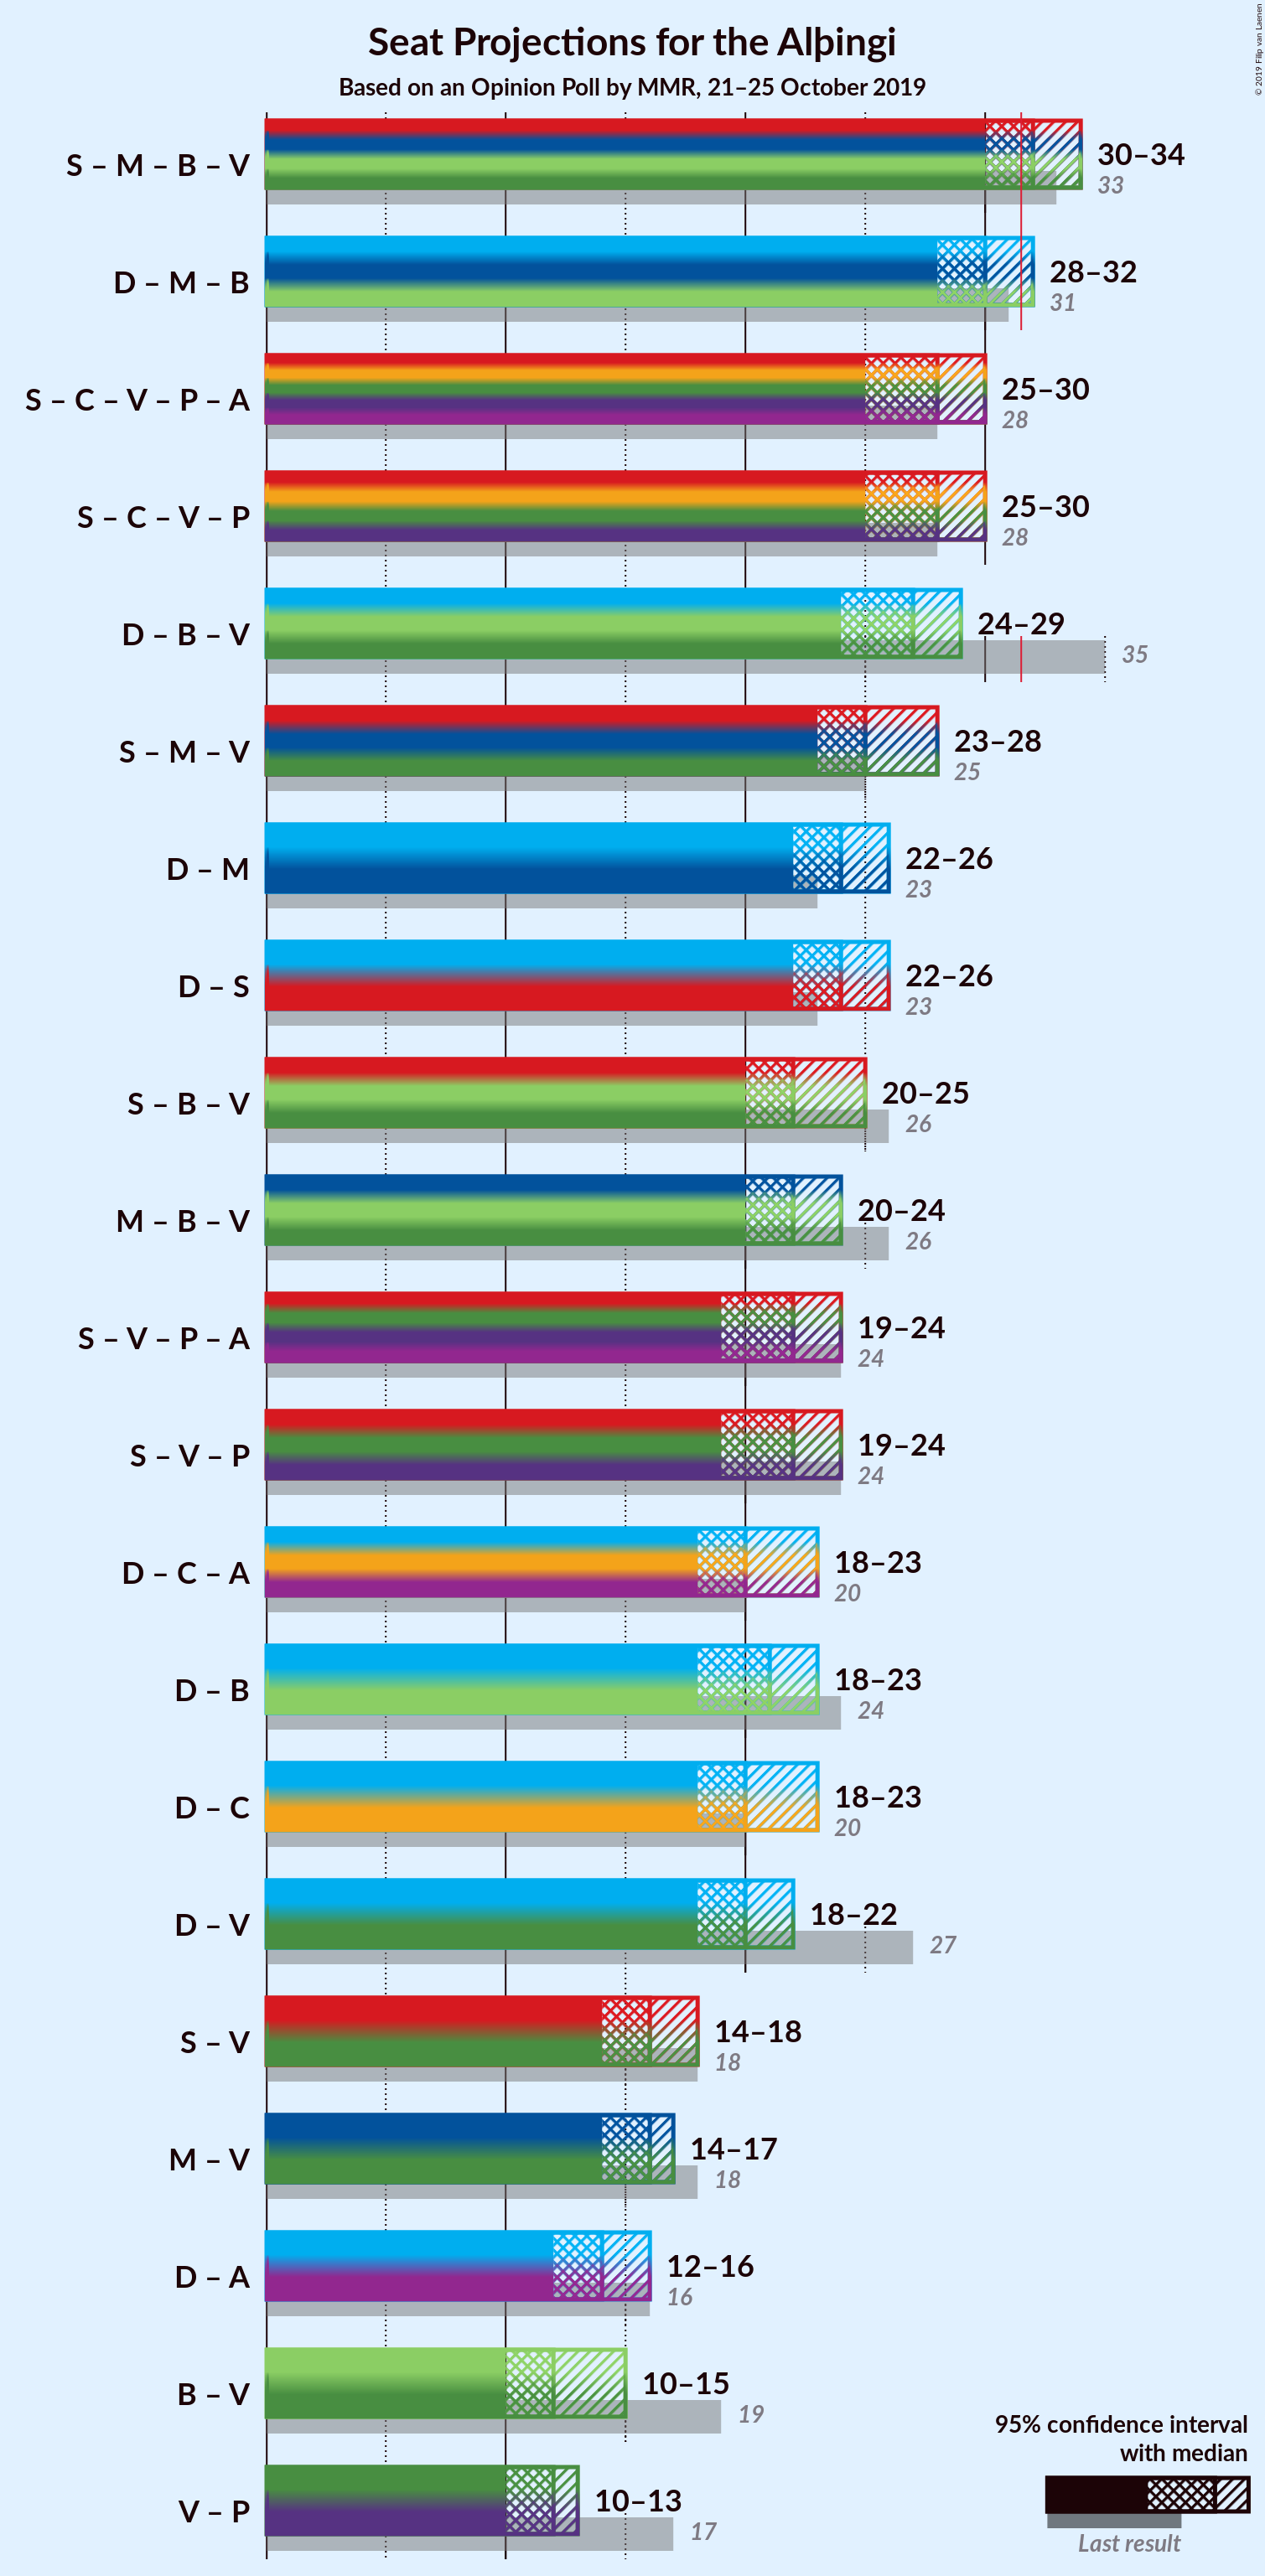 Seat Projections for the Alþingi
Based on an Opinion Poll by MMR, 21–25 October 2019
© 2019 Filip van Laenen
S – M – B – V
30–34
33
D – M – B
28–32
31
S – C – V – P – A
25–30
28
S – C – V – P
25–30
28
D – B – V
24–29
35
S – M – V
23–28
25
D – M
22–26
23
D – S
22–26
23
S – B – V
20–25
26
M – B – V
20–24
26
S – V – P – A
19–24
24
S – V – P
19–24
24
D – C – A
18–23
20
D – B
18–23
24
D – C
18–23
20
D – V
18–22
27
S – V
14–18
18
M – V
14–17
18
D – A
12–16
16
B – V
10–15
19
V – P
10–13
17
95% confidence interval
with median
Last result